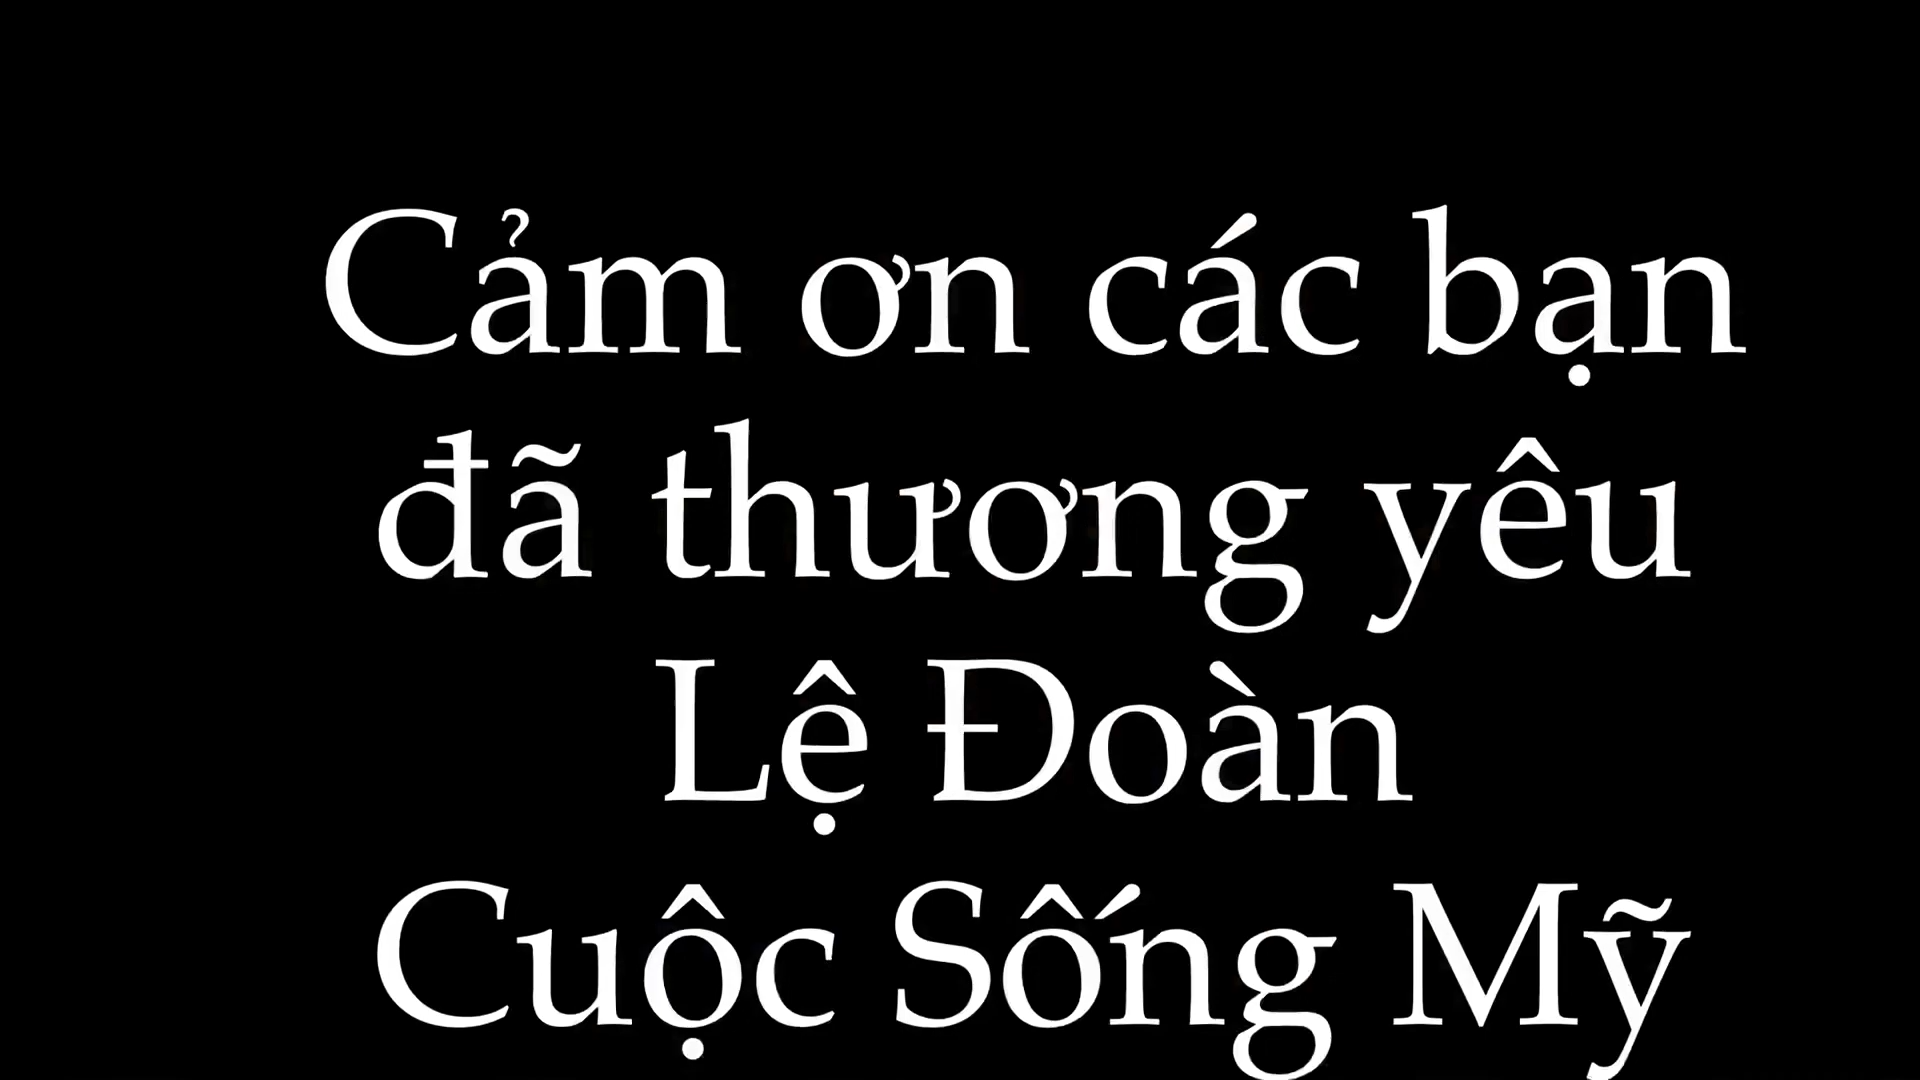 Cảm ơn các bạn
đã thương yêu
Lệ Đoàn
Cuộc Sống Mỹ